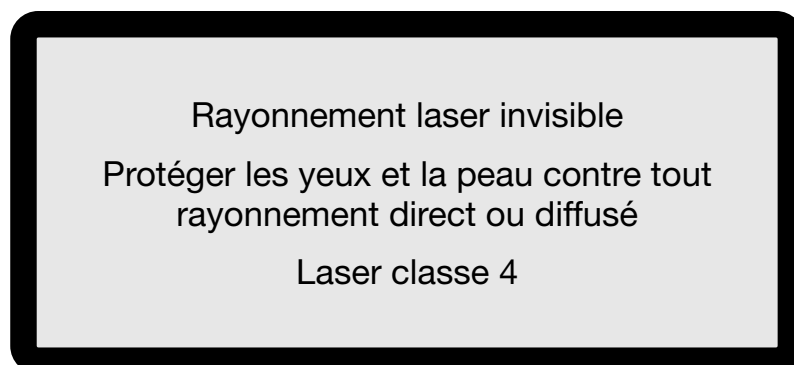 Rayonnement laser invisible
Protéger les yeux et la peau contre tout
rayonnement direct ou diffusé
Laser classe 4